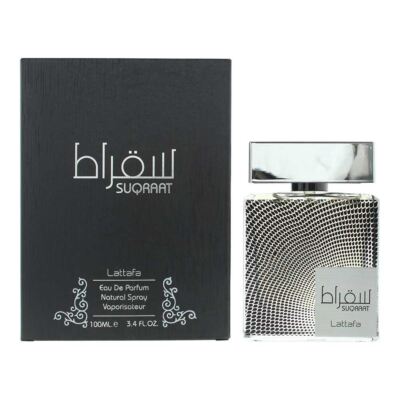 سقراط
SUQRAAT
Lattafa
Eau De Parfum
Natural Spray
Vaporisateur
100ML ℮ 3.4 FL.OZ.
سقراط
SUQRAAT
Lattafa